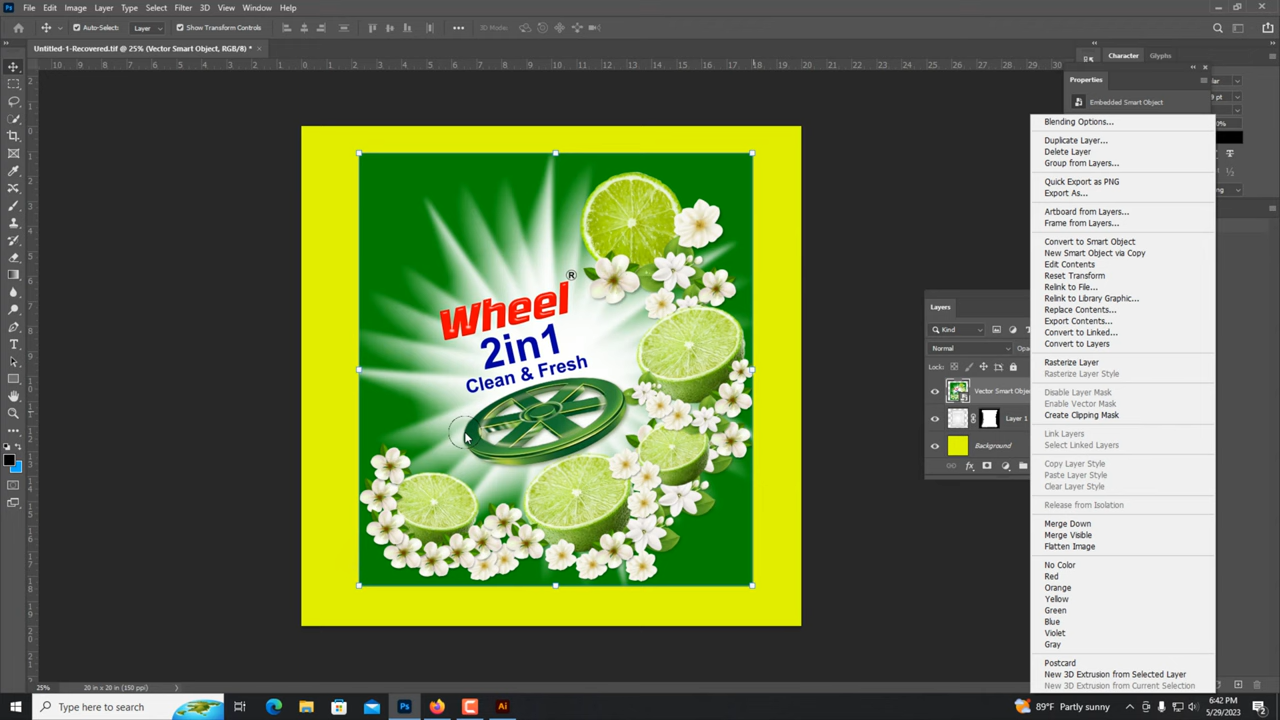 Ps File Edit Image Layer Type Select Filter 3D View Window Help
Auto-Select: Layer Show Transform Controls 3D Mode:
Untitled-1-Recovered.tif @ 25% (Vector Smart Object, RGB/8) *
Character Glyphs
Properties
Embedded Smart Object
Blending Options...
Duplicate Layer...
Delete Layer
Group from Layers...
Quick Export as PNG
Export As...
Artboard from Layers...
Frame from Layers...
Convert to Smart Object
New Smart Object via Copy
Edit Contents
Reset Transform
Relink to File...
Relink to Library Graphic...
Replace Contents...
Export Contents...
Convert to Linked...
Convert to Layers
Rasterize Layer
Rasterize Layer Style
Disable Layer Mask
Enable Vector Mask
Create Clipping Mask
Link Layers
Select Linked Layers
Copy Layer Style
Paste Layer Style
Clear Layer Style
Release from Isolation
Merge Down
Merge Visible
Flatten Image
No Color
Red
Orange
Yellow
Green
Blue
Violet
Gray
Postcard
New 3D Extrusion from Selected Layer
New 3D Extrusion from Current Selection
Layers
Kind
Normal
Lock:
Vector Smart Objec
Layer 1
Background
Wheel ®
2in1
Clean & Fresh
25% 20 in x 20 in (150 ppi)
Type here to search
Ps
Ai
89°F Partly sunny
6:42 PM
5/29/2023